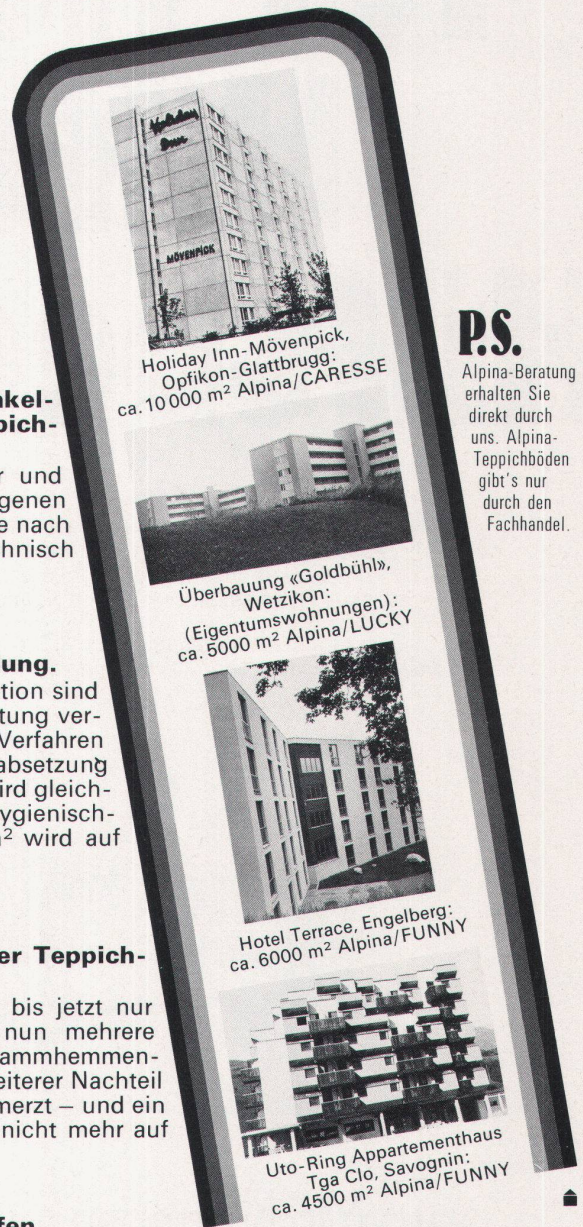 Holiday Inn
MÖVENPICK
Holiday Inn-Mövenpick,
Opfikon-Glattbrugg:
ca. 10 000 m² Alpina/CARESSE
Überbauung «Goldbühl»,
Wetzikon:
(Eigentumswohnungen):
ca. 5000 m² Alpina/LUCKY
Hotel Terrace, Engelberg:
ca. 6000 m² Alpina/FUNNY
Uto-Ring Appartementhaus
Tga Clo, Savognin:
ca. 4500 m² Alpina/FUNNY
P.S.
Alpina-Beratung
erhalten Sie
direkt durch
uns. Alpina-
Teppichböden
gibt's nur
durch den
Fachhandel.
nkel-
pich-
r und
genen
e nach
hnisch
ung.
tion sind
tung ver-
Verfahren
absetzung
ird gleich-
ygienisch-
m² wird auf
er Teppich-
bis jetzt nur
nun mehrere
ammhemmen-
eiterer Nachteil
merzt – und ein
nicht mehr auf
fen